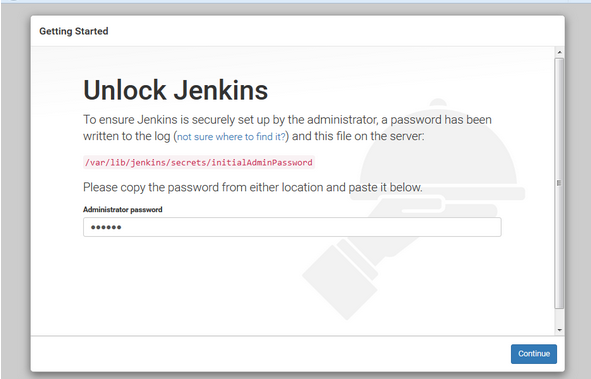 Getting Started
Unlock Jenkins
To ensure Jenkins is securely set up by the administrator, a password has been
written to the log (not sure where to find it?) and this file on the server:
/var/lib/jenkins/secrets/initialAdminPassword
Please copy the password from either location and paste it below.
Administrator password
••••••
Continue